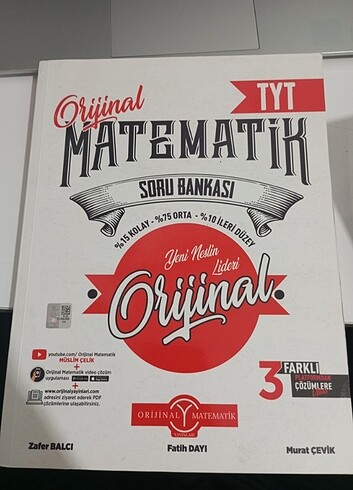 Orijinal
TYT
MATEMATİK
SORU BANKASI
%15 KOLAY - %75 ORTA - %10 İLERİ DÜZEY
Yeni Neslin
Lideri
Orijinal
youtube.com/ Orijinal Matematik
MÜSLİM ÇELİK
+
Orijinal Matematik video çözüm
uygulaması
+
www.orijinalyayinlari.com
adresini ziyaret ederek PDF
çözümlerine ulaşabilirsiniz.
3 FARKLI
PLATFORMDAN
ÇÖZÜMLERE
ORİJİNAL MATEMATİK
YAYINLARI
Zafer BALCI
Fatih DAYI
Murat ÇEVİK